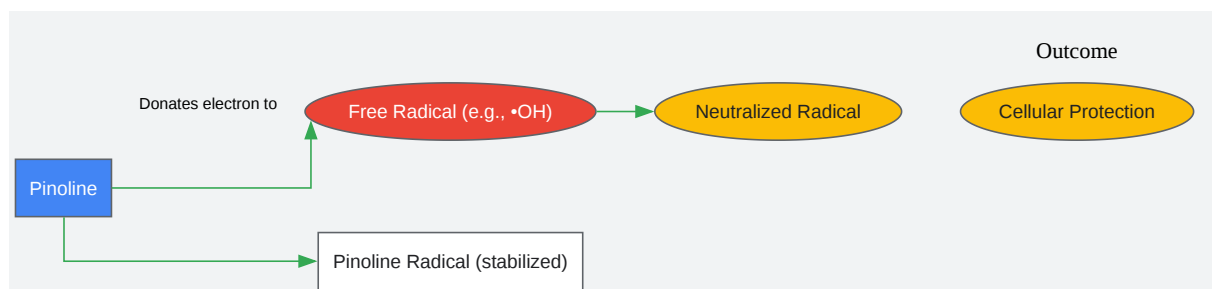 Outcome
Donates electron to
Free Radical (e.g., •OH)
Neutralized Radical
Cellular Protection
Pinoline
Pinoline Radical (stabilized)